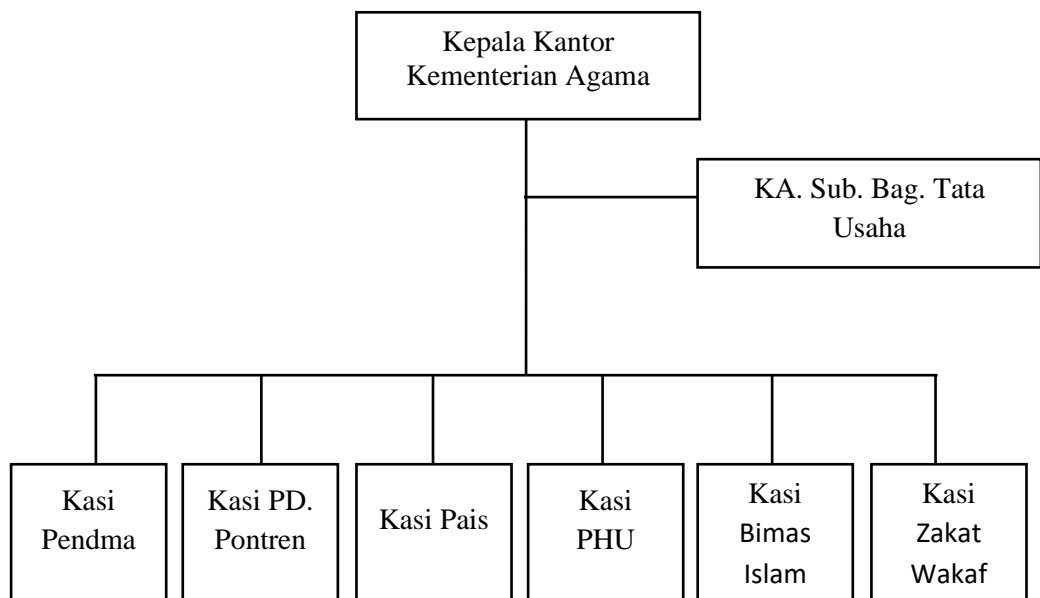 Kepala Kantor
Kementerian Agama
KA. Sub. Bag. Tata
Usaha
Kasi
Pendma
Kasi PD.
Pontren
Kasi Pais
Kasi
PHU
Kasi
Bimas
Islam
Kasi
Zakat
Wakaf